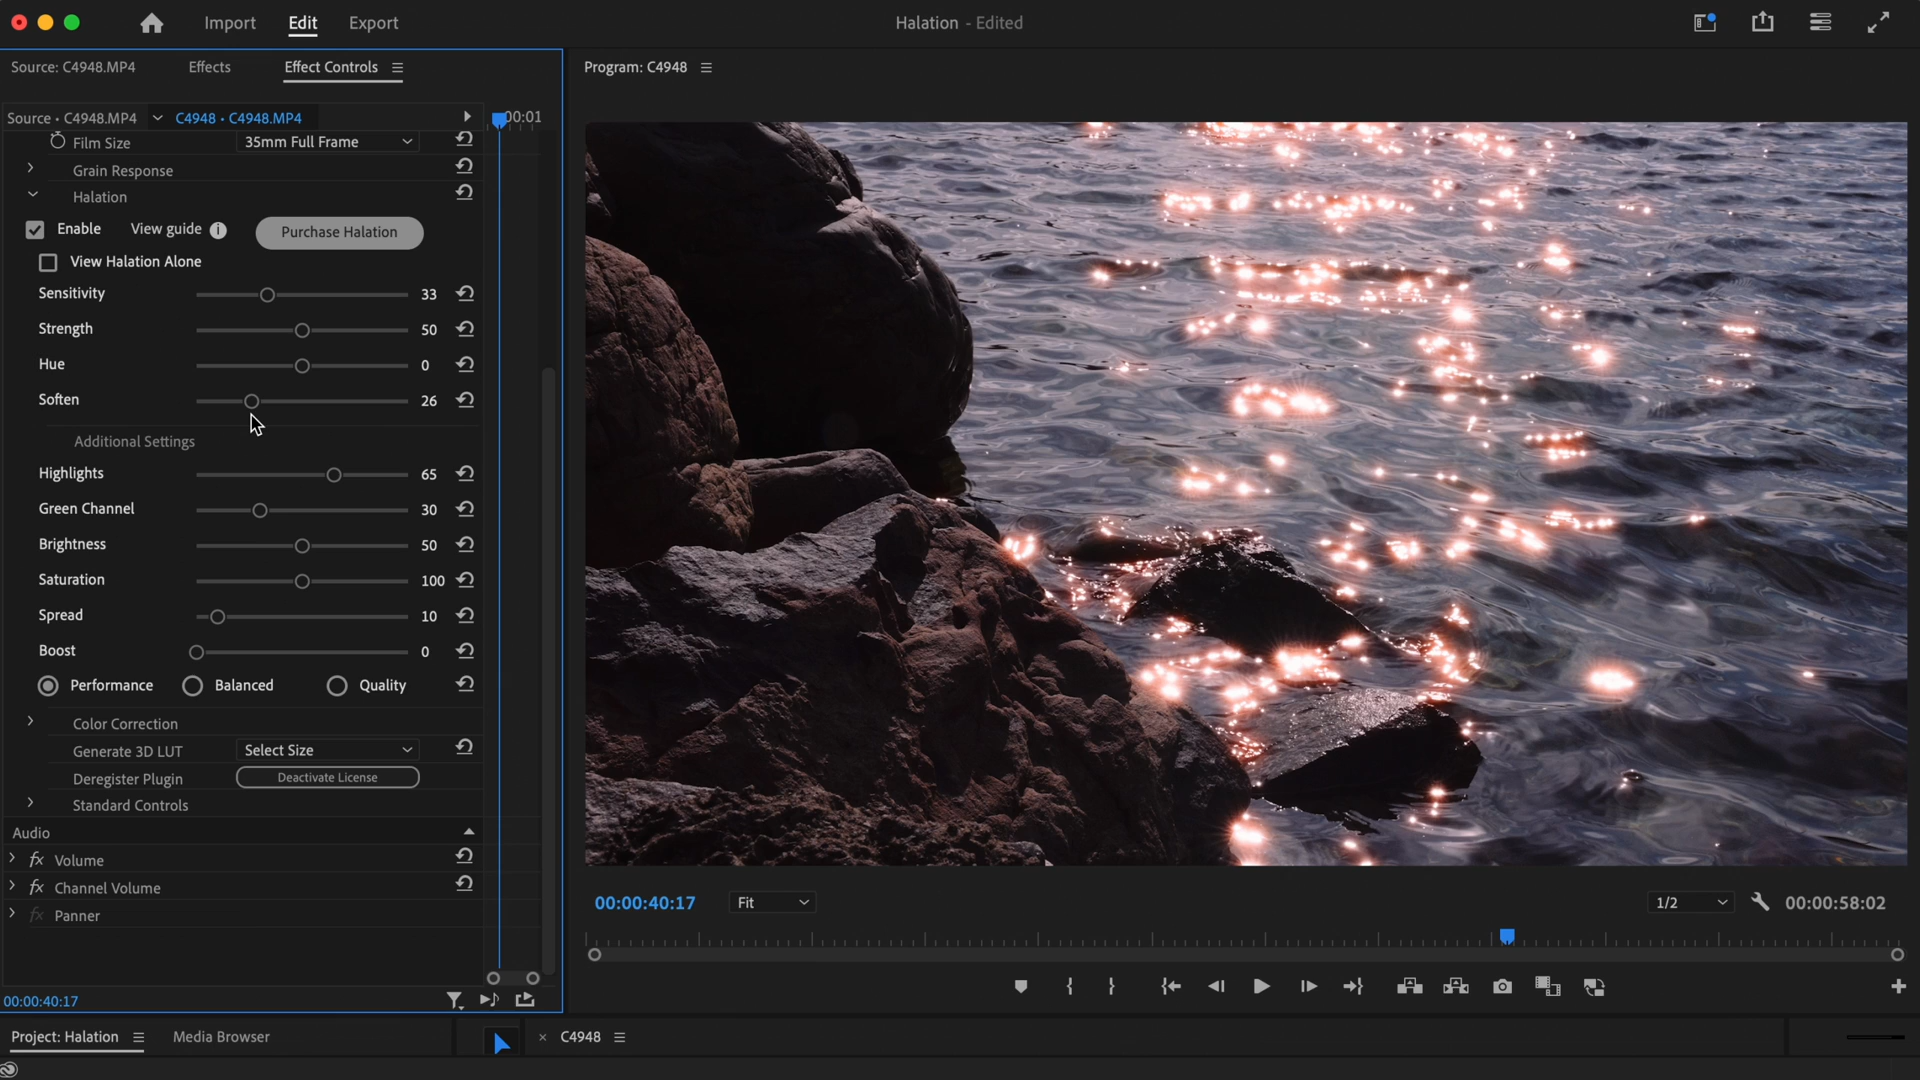 Import
Edit
Export
Halation - Edited
Source: C4948.MP4
Effects
Effect Controls
Program: C4948
Source • C4948.MP4
C4948 • C4948.MP4
00:01
Film Size
35mm Full Frame
Grain Response
Halation
Enable
View guide
i
Purchase Halation
View Halation Alone
Sensitivity
33
Strength
50
Hue
0
Soften
26
Additional Settings
Highlights
65
Green Channel
30
Brightness
50
Saturation
100
Spread
10
Boost
0
Performance
Balanced
Quality
Color Correction
Generate 3D LUT
Select Size
Deregister Plugin
Deactivate License
Standard Controls
Audio
fx Volume
fx Channel Volume
fx Panner
00:00:40:17
Fit
1/2
00:00:58:02
00:00:40:17
Project: Halation
Media Browser
× C4948